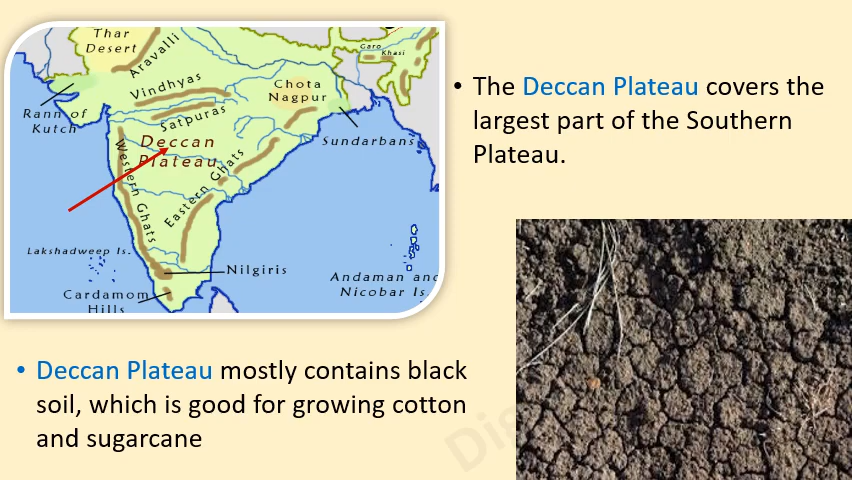 Thar
Desert
Aravalli
Garo
Khasi
Vindhyas
Chota
Nagpur
Rann of
Kutch
Satpuras
Sundarbans
Deccan
Plateau
Western Ghats
Eastern Ghats
Lakshadweep Is.
Nilgiris
Andaman and
Nicobar Is
Cardamom
Hills
• The Deccan Plateau covers the
largest part of the Southern
Plateau.
• Deccan Plateau mostly contains black
soil, which is good for growing cotton
and sugarcane